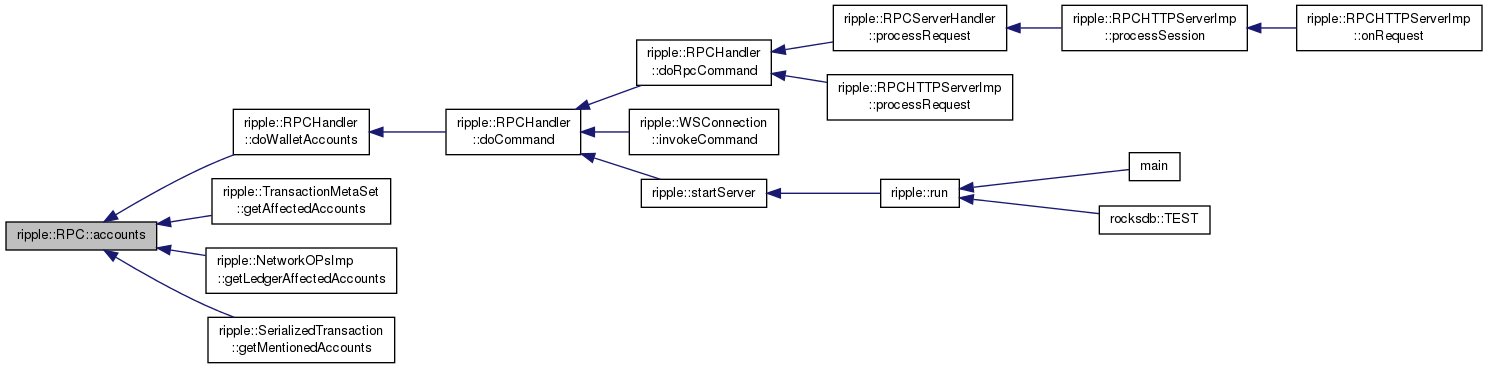 ripple::RPCServerHandler
::processRequest
ripple::RPCHTTPServerImp
::processSession
ripple::RPCHTTPServerImp
::onRequest
ripple::RPCHandler
::doRpcCommand
ripple::RPCHTTPServerImp
::processRequest
ripple::RPCHandler
::doWalletAccounts
ripple::RPCHandler
::doCommand
ripple::WSConnection
::invokeCommand
main
ripple::TransactionMetaSet
::getAffectedAccounts
ripple::startServer
ripple::run
rocksdb::TEST
ripple::RPC::accounts
ripple::NetworkOPsImp
::getLedgerAffectedAccounts
ripple::SerializedTransaction
::getMentionedAccounts